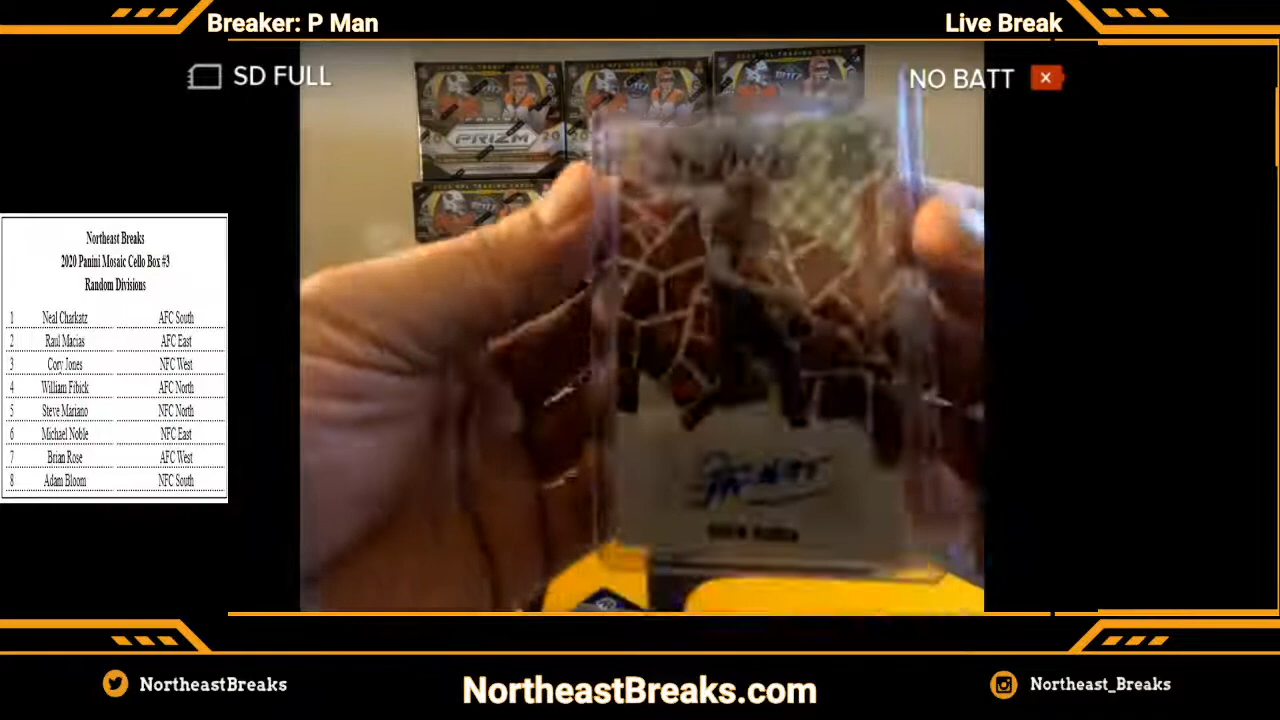 Breaker: P Man
Live Break
SD FULL
NO BATT
PRIZM
Northeast Breaks
2020 Panini Mosaic Cello Box #3
Random Divisions
1 Neal Charkatz AFC South
2 Raul Macias AFC East
3 Cory Jones NFC West
4 William Fibick AFC North
5 Steve Mariano NFC North
6 Michael Noble NFC East
7 Brian Rose AFC West
8 Adam Bloom NFC South
NortheastBreaks
NortheastBreaks.com
Northeast_Breaks